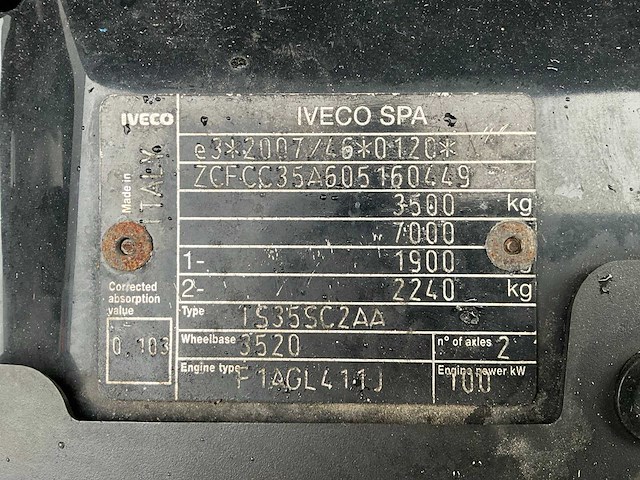 IVECO IVECO SPA
e3*2007/46*0120*
ZCFCC35A605160449
Made in ITALY
3500 kg
7000
1- 1900
2- 2240 kg
Corrected absorption value
Type IS35SC2AA
Wheelbase 3520 n° of axles 2
0.103
Engine type F1AGL411J Engine power kW 100